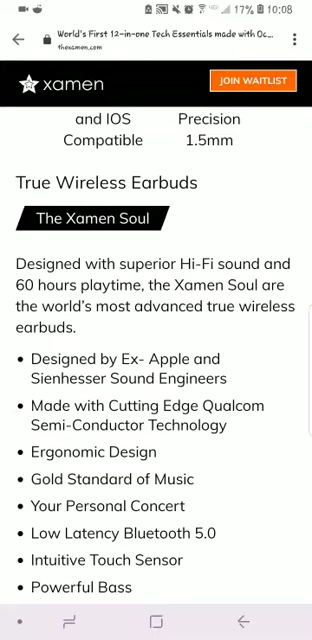 17% 10:08
World's First 12-in-one Tech Essentials made with Oc...
thexamen.com
xamen
JOIN WAITLIST
and IOS
Compatible
Precision
1.5mm
True Wireless Earbuds
The Xamen Soul
Designed with superior Hi-Fi sound and
60 hours playtime, the Xamen Soul are
the world's most advanced true wireless
earbuds.
• Designed by Ex- Apple and
Sienhesser Sound Engineers
• Made with Cutting Edge Qualcom
Semi-Conductor Technology
• Ergonomic Design
• Gold Standard of Music
• Your Personal Concert
• Low Latency Bluetooth 5.0
• Intuitive Touch Sensor
• Powerful Bass